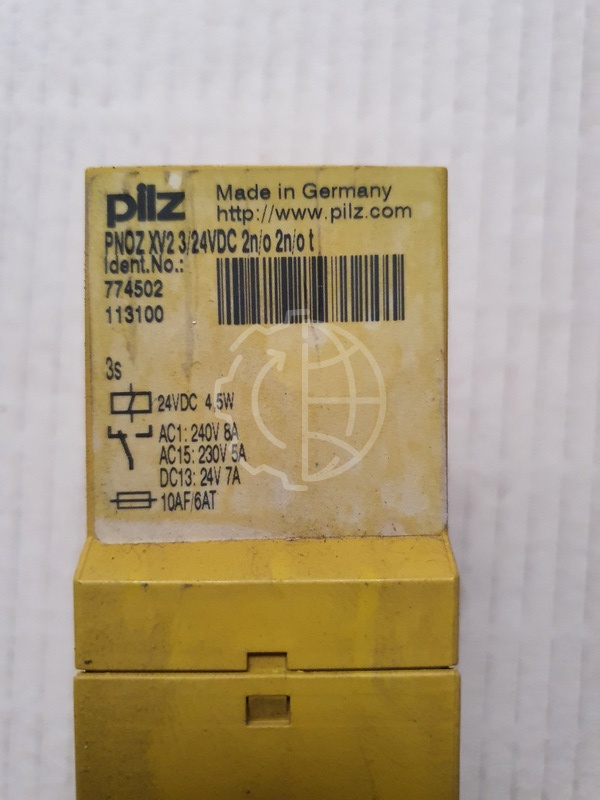 pilz
Made in Germany
http://www.pilz.com
PNOZ XV2 3/24VDC 2n/o 2n/o t
Ident.No.:
774502
113100
3s
24VDC 4,5W
AC1: 240V 8A
AC15: 230V 5A
DC13: 24V 7A
10AF/6AT